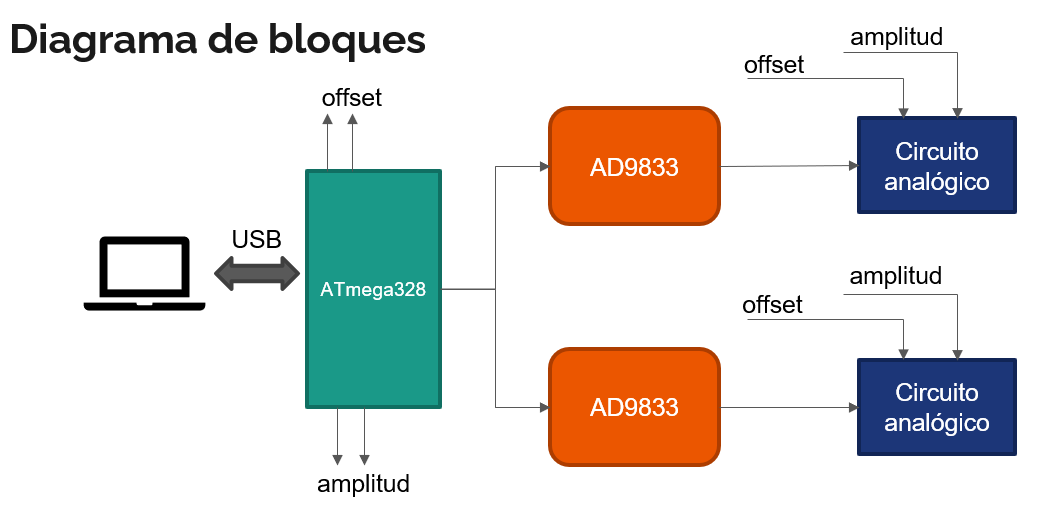 Diagrama de bloques
offset
USB
ATmega328
amplitud
AD9833
offset
amplitud
Circuito
analógico
AD9833
offset
amplitud
Circuito
analógico